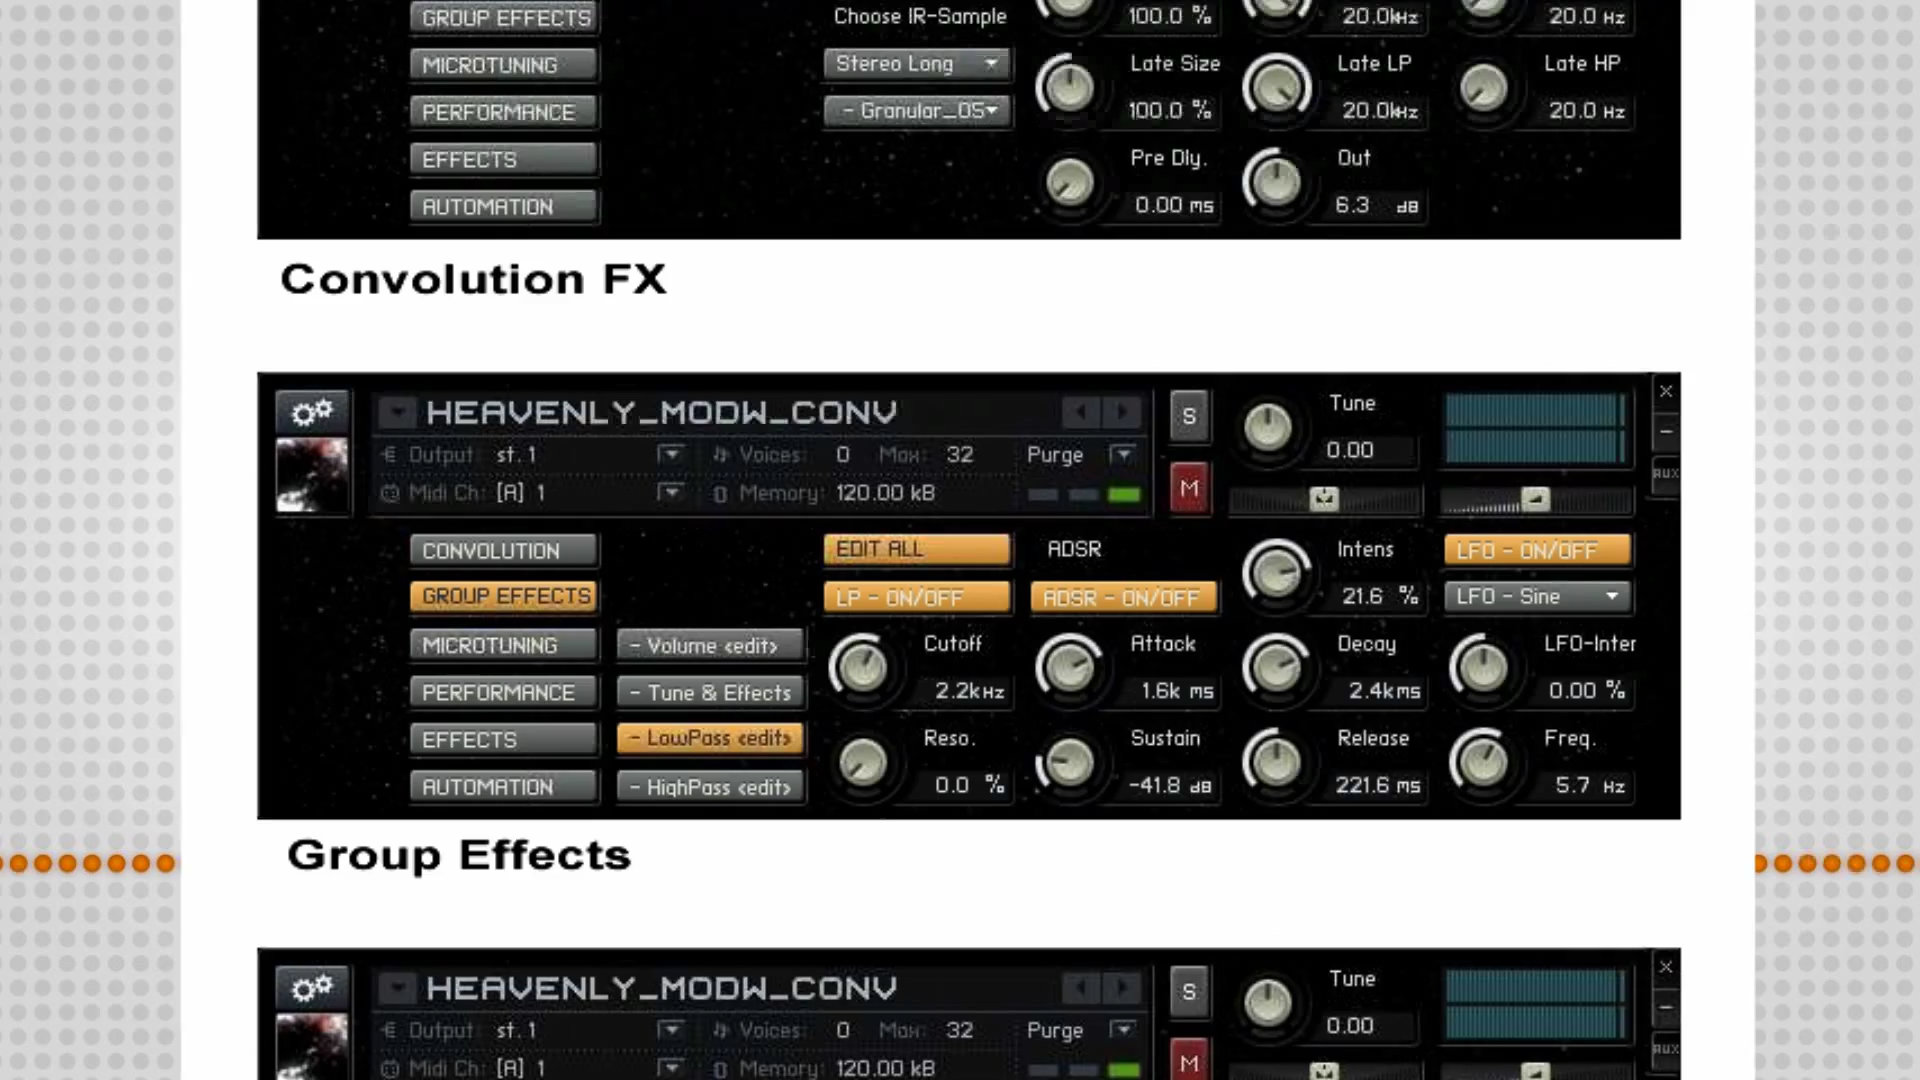 GROUP EFFECTS Choose IR-Sample 100.0 % 20.0kHz 20.0 Hz
MICROTUNING Stereo Long Late Size Late LP Late HP
PERFORMANCE - Granular_05 100.0 % 20.0kHz 20.0 Hz
EFFECTS Pre Dly. Out
AUTOMATION 0.00 ms 6.3 dB
Convolution FX
HEAVENLY_MODW_CONV S Tune X
Output: st. 1 Voices: 0 Max: 32 Purge 0.00
Midi Ch: [A] 1 Memory: 120.00 kB M AUX
CONVOLUTION EDIT ALL ADSR Intens LFO - ON/OFF
GROUP EFFECTS LP - ON/OFF ADSR - ON/OFF 21.6 % LFO - Sine
MICROTUNING - Volume <edit> Cutoff Attack Decay LFO-Inter
PERFORMANCE - Tune & Effects 2.2kHz 1.6k ms 2.4kms 0.00 %
EFFECTS - LowPass <edit> Reso. Sustain Release Freq.
AUTOMATION - HighPass <edit> 0.0 % -41.8 dB 221.6 ms 5.7 Hz
Group Effects
HEAVENLY_MODW_CONV S Tune X
Output: st. 1 Voices: 0 Max: 32 Purge 0.00
Midi Ch: [A] 1 Memory: 120.00 kB M AUX